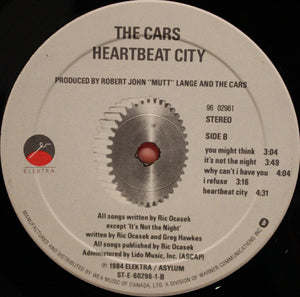 THE CARS
HEARTBEAT CITY
PRODUCED BY ROBERT JOHN "MUTT" LANGE AND THE CARS
96 02961
STEREO
SIDE B
you might think 3:04
it's not the night 3:49
why can't i have you 4:04
i refuse 3:16
heartbeat city 4:31
ELEKTRA
All songs written by Ric Ocasek
except 'It's Not the Night'
written by Ric Ocasek and Greg Hawkes
All songs published by Ric Ocasek
Administered by Lido Music, Inc. (ASCAP)
℗ 1984 ELEKTRA / ASYLUM
ST-E-60296-1-B
MANUFACTURED AND DISTRIBUTED BY WEA MUSIC OF CANADA, LTD. A DIVISION OF WARNER COMMUNICATIONS INC.